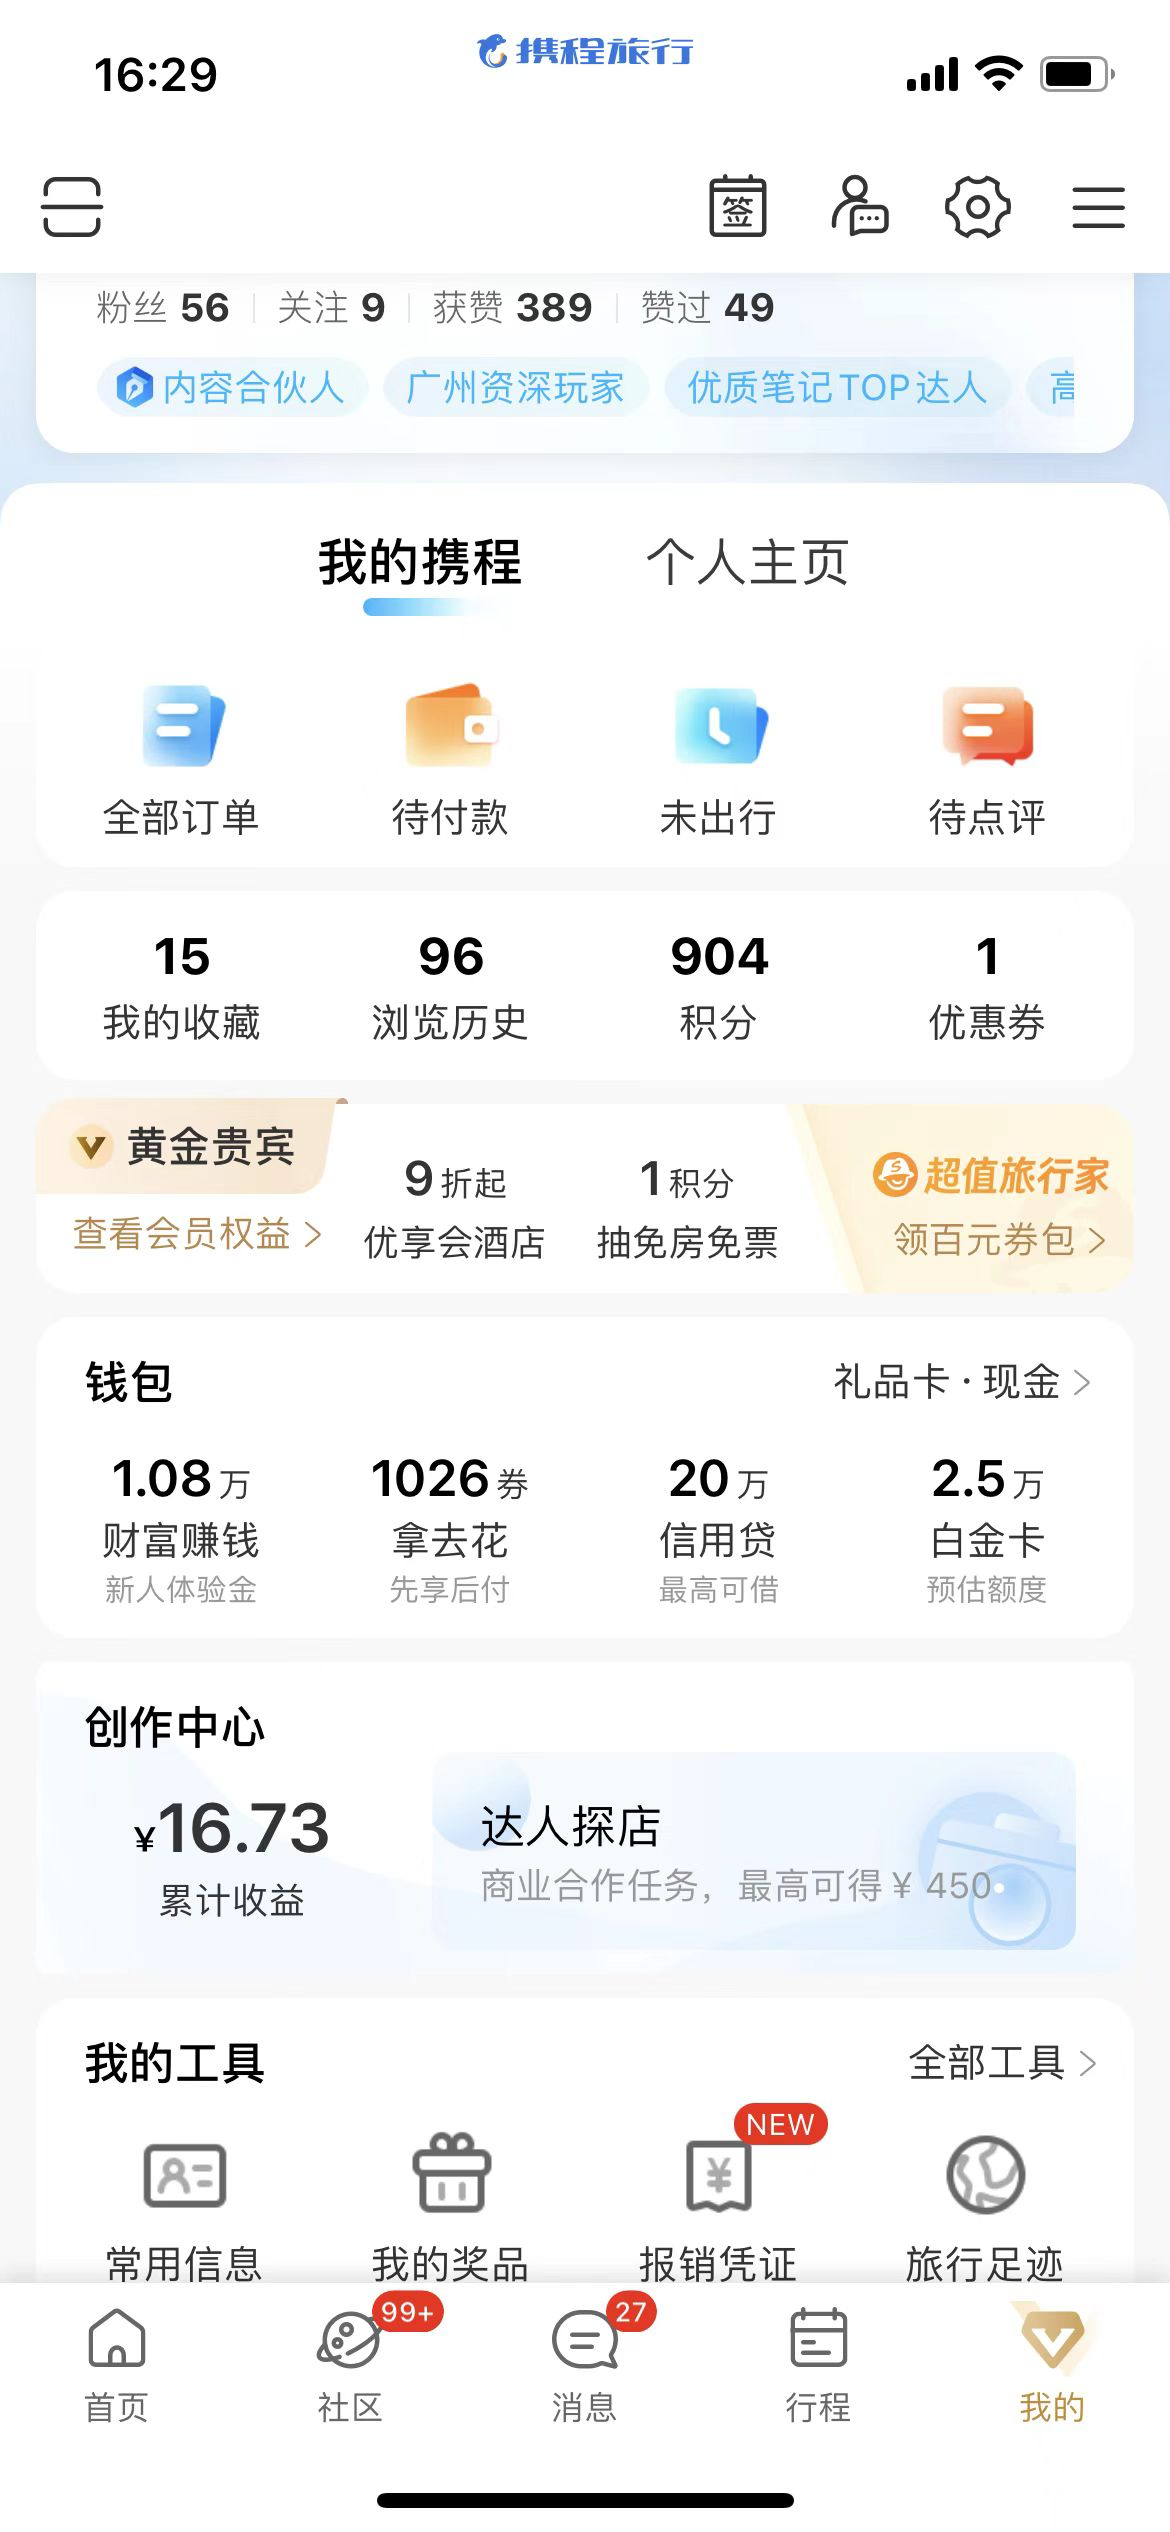 16:29
携程旅行
签
粉丝 56 关注 9 获赞 389 赞过 49
内容合伙人 广州资深玩家 优质笔记TOP达人 高
我的携程 个人主页
全部订单 待付款 未出行 待点评
15 96 904 1
我的收藏 浏览历史 积分 优惠券
黄金贵宾 9折起 1积分 超值旅行家
查看会员权益 优享会酒店 抽免房免票 领百元券包
钱包 礼品卡·现金
1.08万 1026券 20万 2.5万
财富赚钱 拿去花 信用贷 白金卡
新人体验金 先享后付 最高可借 预估额度
创作中心
¥16.73 达人探店
累计收益 商业合作任务，最高可得￥450
我的工具 全部工具
NEW
常用信息 我的奖品 报销凭证 旅行足迹
99+ 27
首页 社区 消息 行程 我的